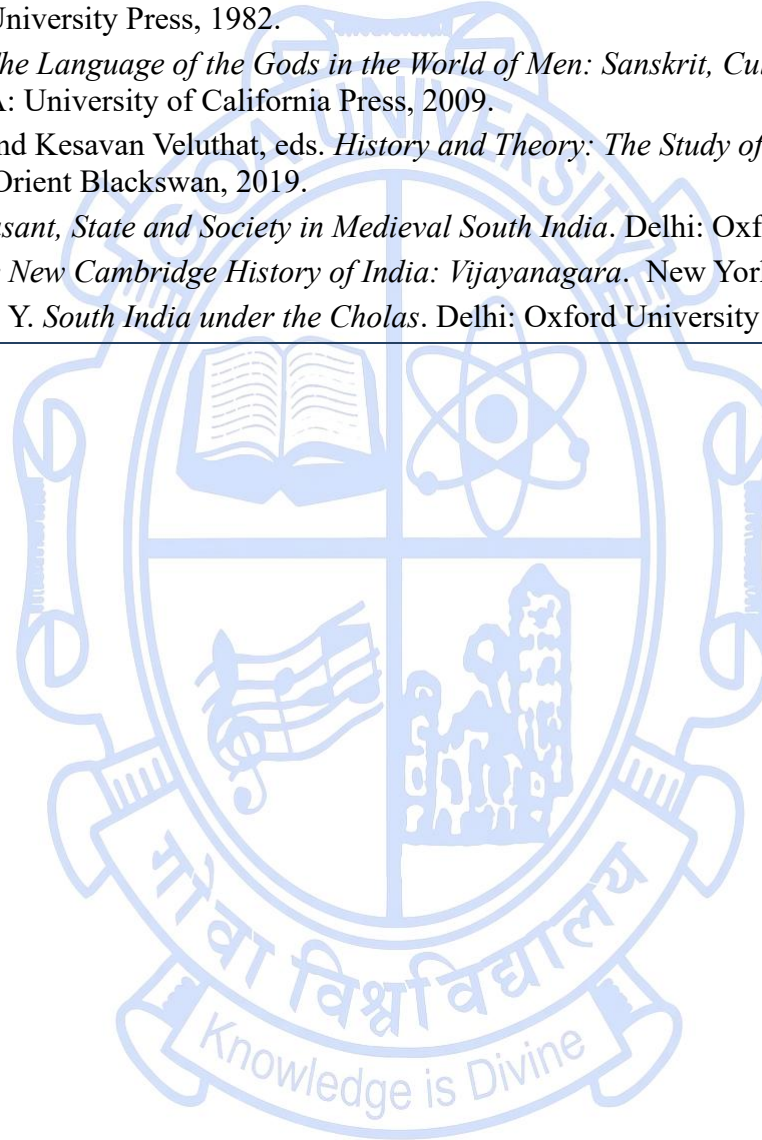 University Press, 1982.
he Language of the Gods in the World of Men: Sanskrit, Cu
: University of California Press, 2009.
nd Kesavan Veluthat, eds. History and Theory: The Study of
Orient Blackswan, 2019.
asant, State and Society in Medieval South India. Delhi: Oxf
New Cambridge History of India: Vijayanagara. New York
Y. South India under the Cholas. Delhi: Oxford University
GOA UNIVERSITY
गोंवा विश्वविद्यालय
Knowledge is Divine